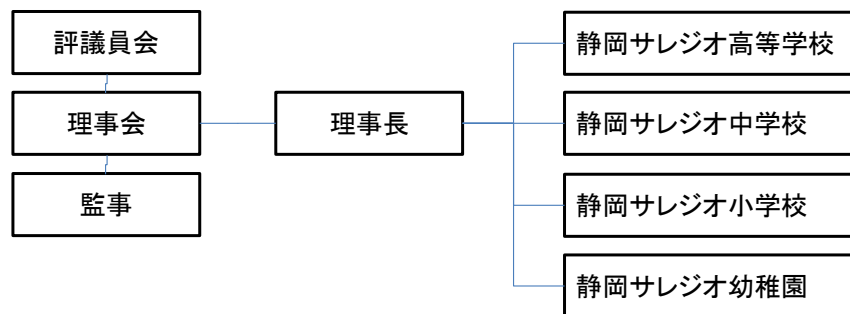 評議員会
理事会
監事
理事長
静岡サレジオ高等学校
静岡サレジオ中学校
静岡サレジオ小学校
静岡サレジオ幼稚園